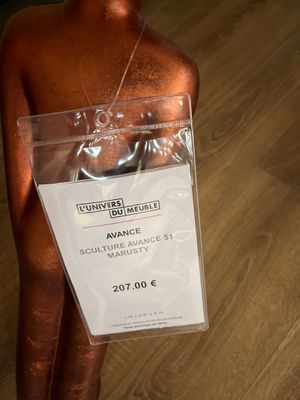 L'UNIVERS
DU MEUBLE
AVANCE
SCULTURE AVANCE 51
MARUSTY
207.00 €